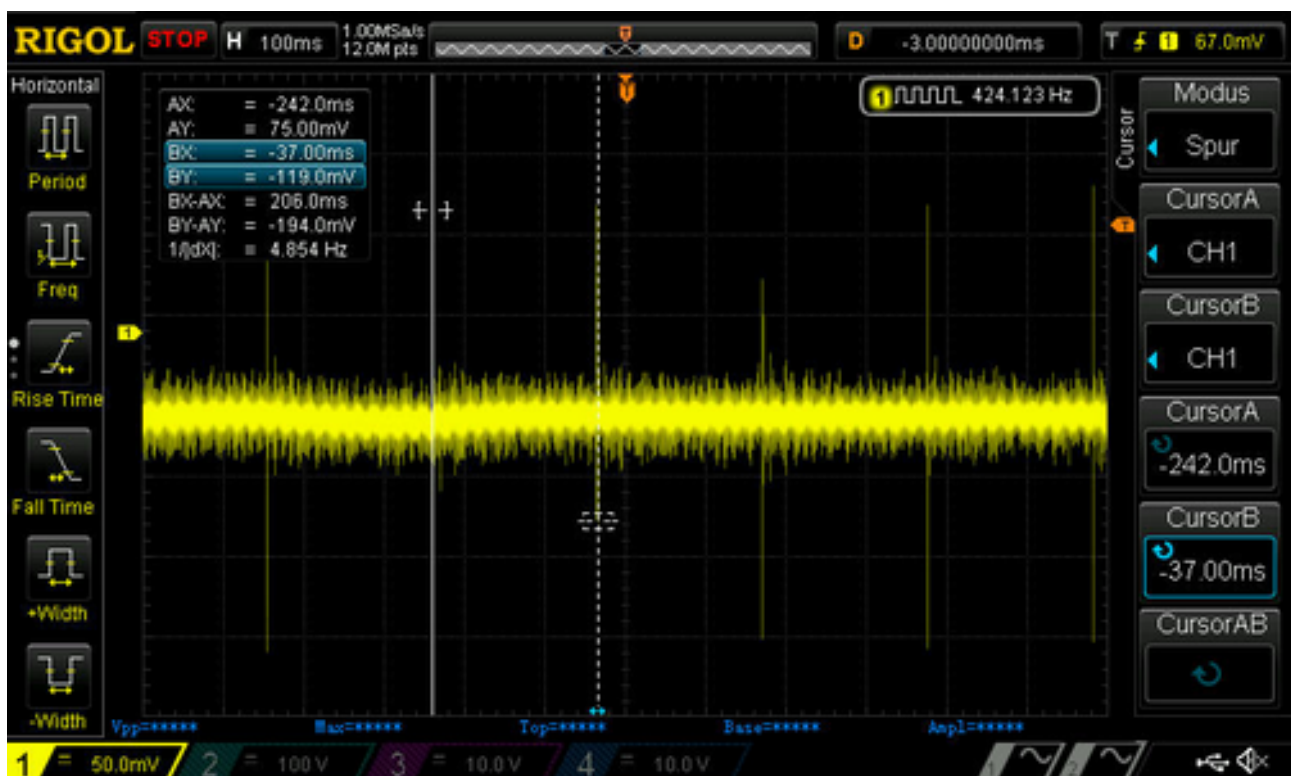 RIGOL STOP H 100ms 1.00MSa/s 12.0M pts D -3.00000000ms T 1 67.0mV
Horizontal
Period
Freq
Rise Time
Fall Time
+Width
-Width
AX: = -242.0ms
AY: = 75.00mV
BX: = -37.00ms
BY: = -119.0mV
BX-AX: = 206.0ms
BY-AY: = -194.0mV
1/|dX|: = 4.854 Hz
T
1 424.123 Hz
1
T
Cursor
Modus
Spur
CursorA
CH1
CursorB
CH1
CursorA
-242.0ms
CursorB
-37.00ms
CursorAB
Vpp=***** Max=***** Top=***** Base=***** Ampl=*****
1 = 50.0mV 2 = 100 V 3 = 10.0 V 4 = 10.0 V